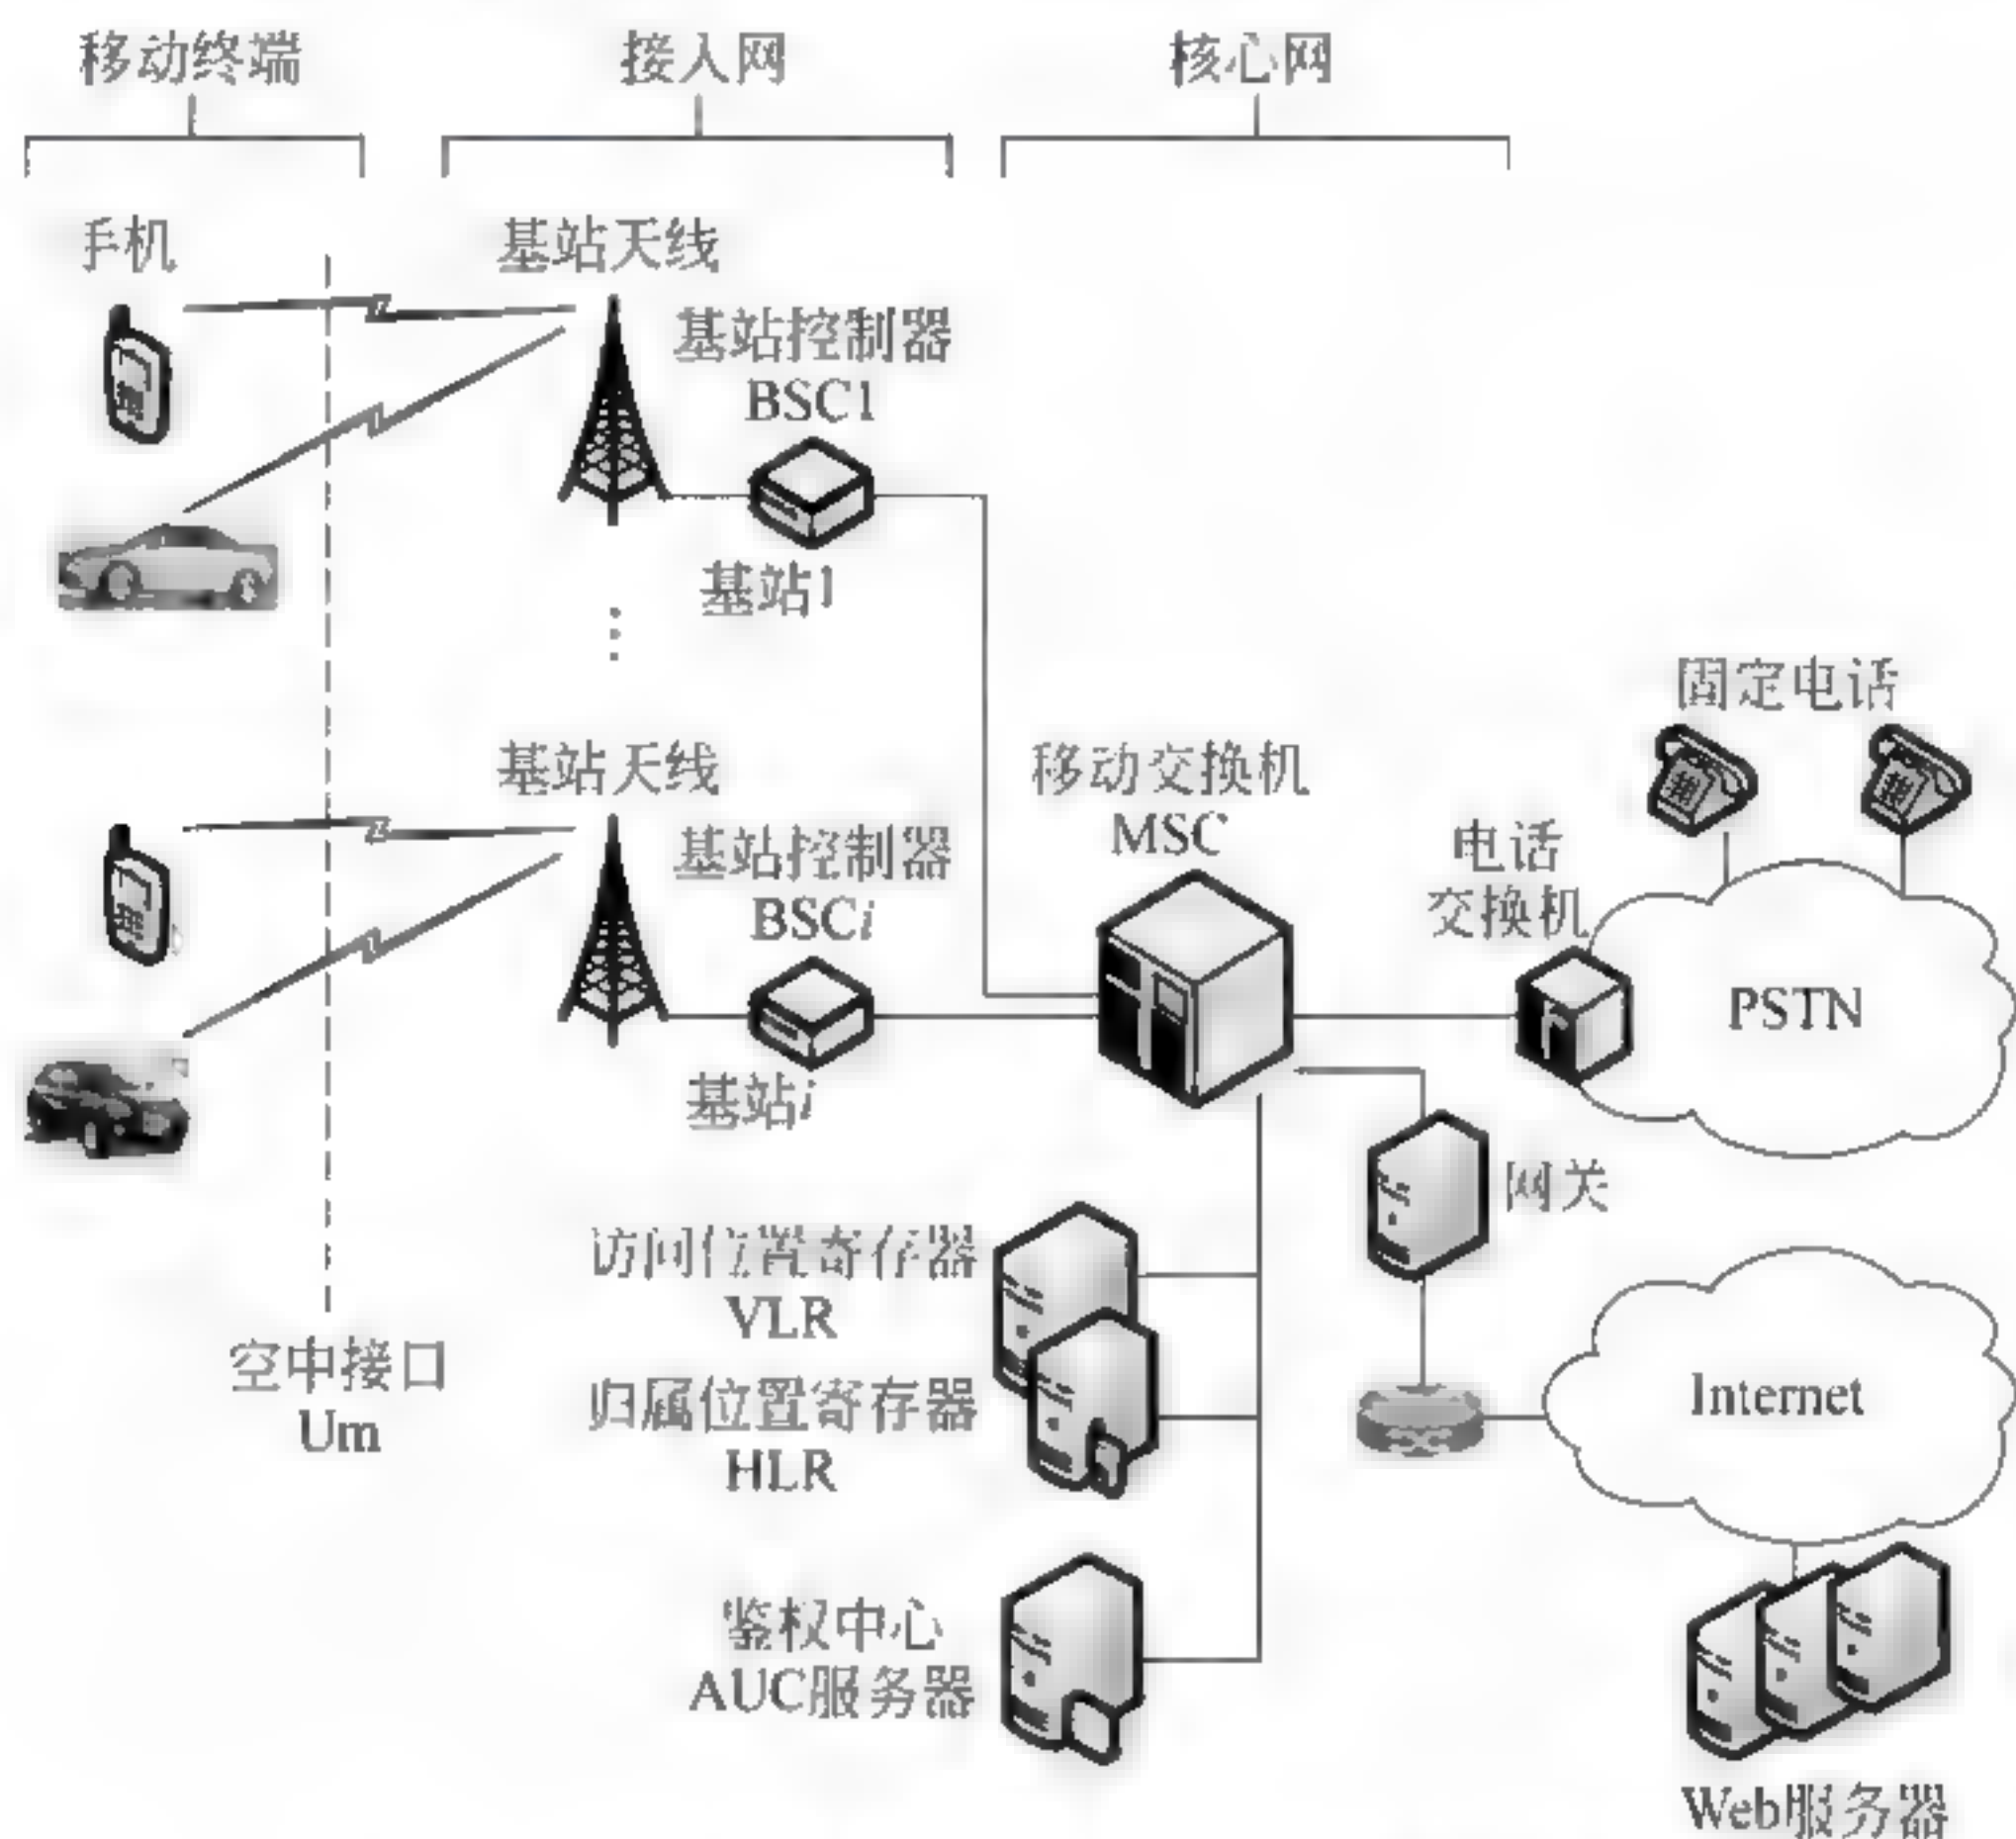 移动终端
接入网
核心网
手机
基站天线
基站控制器
BSC1
基站1
固定电话
基站天线
移动交换机
MSC
基站控制器
BSCi
电话
交换机
PSTN
基站i
网关
访问位置寄存器
VLR
空中接口
Um
归属位置寄存器
HLR
Internet
鉴权中心
AUC服务器
Web服务器